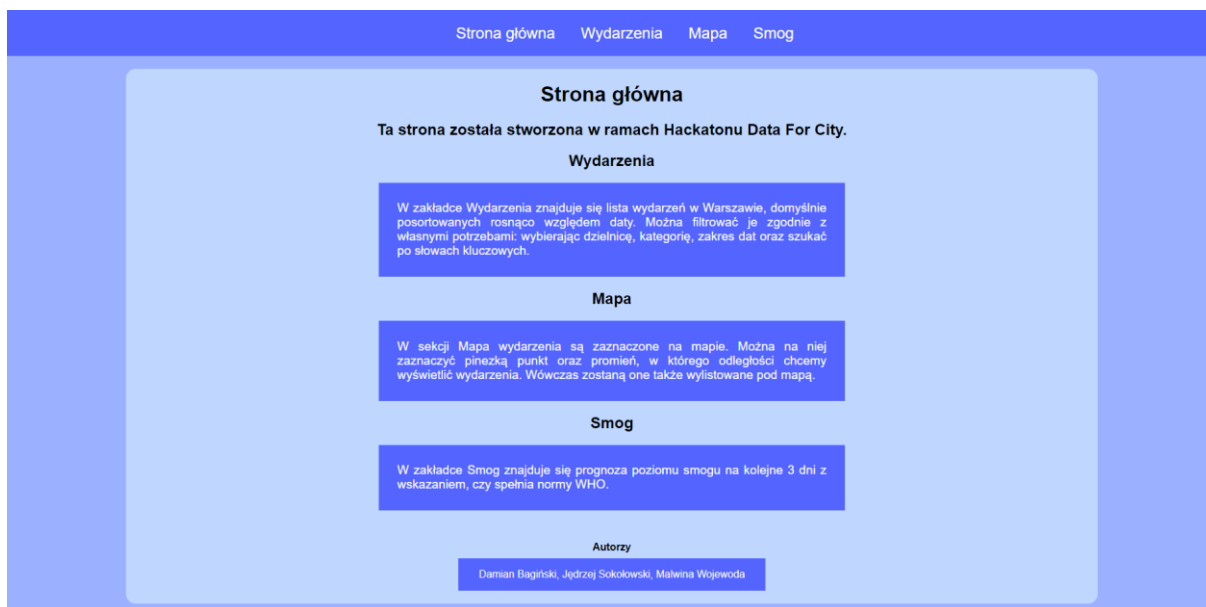 Strona główna Wydarzenia Mapa Smog
Strona główna
Ta strona została stworzona w ramach Hackatonu Data For City.
Wydarzenia
W zakładce Wydarzenia znajduje się lista wydarzeń w Warszawie, domyślnie
posortowanych rosnąco względem daty. Można filtrować je zgodnie z
własnymi potrzebami: wybierając dzielnicę, kategorię, zakres dat oraz szukać
po słowach kluczowych.
Mapa
W sekcji Mapa wydarzenia są zaznaczone na mapie. Można na niej
zaznaczyć pinezką punkt oraz promień, w którego odległości chcemy
wyświetlić wydarzenia. Wówczas zostaną one także wylistowane pod mapą.
Smog
W zakładce Smog znajduje się prognoza poziomu smogu na kolejne 3 dni z
wskazaniem, czy spełnia normy WHO.
Autorzy
Damian Bagiński, Jędrzej Sokołowski, Malwina Wojewoda